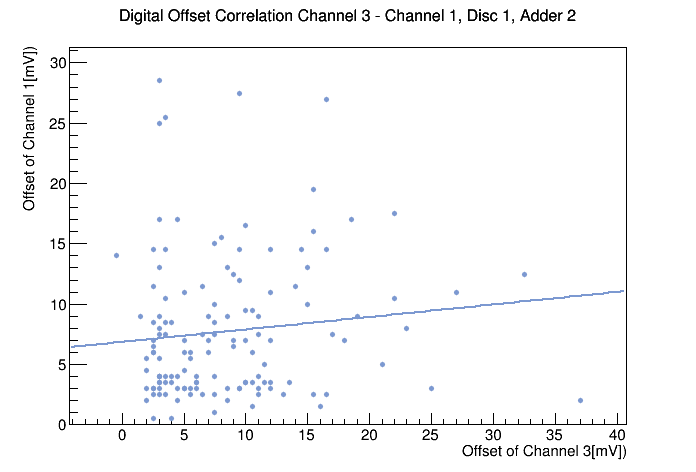 Digital Offset Correlation Channel 3 - Channel 1, Disc 1, Adder 2
Offset of Channel 1[mV])
30
25
20
15
10
5
0
0 5 10 15 20 25 30 35 40
Offset of Channel 3[mV])